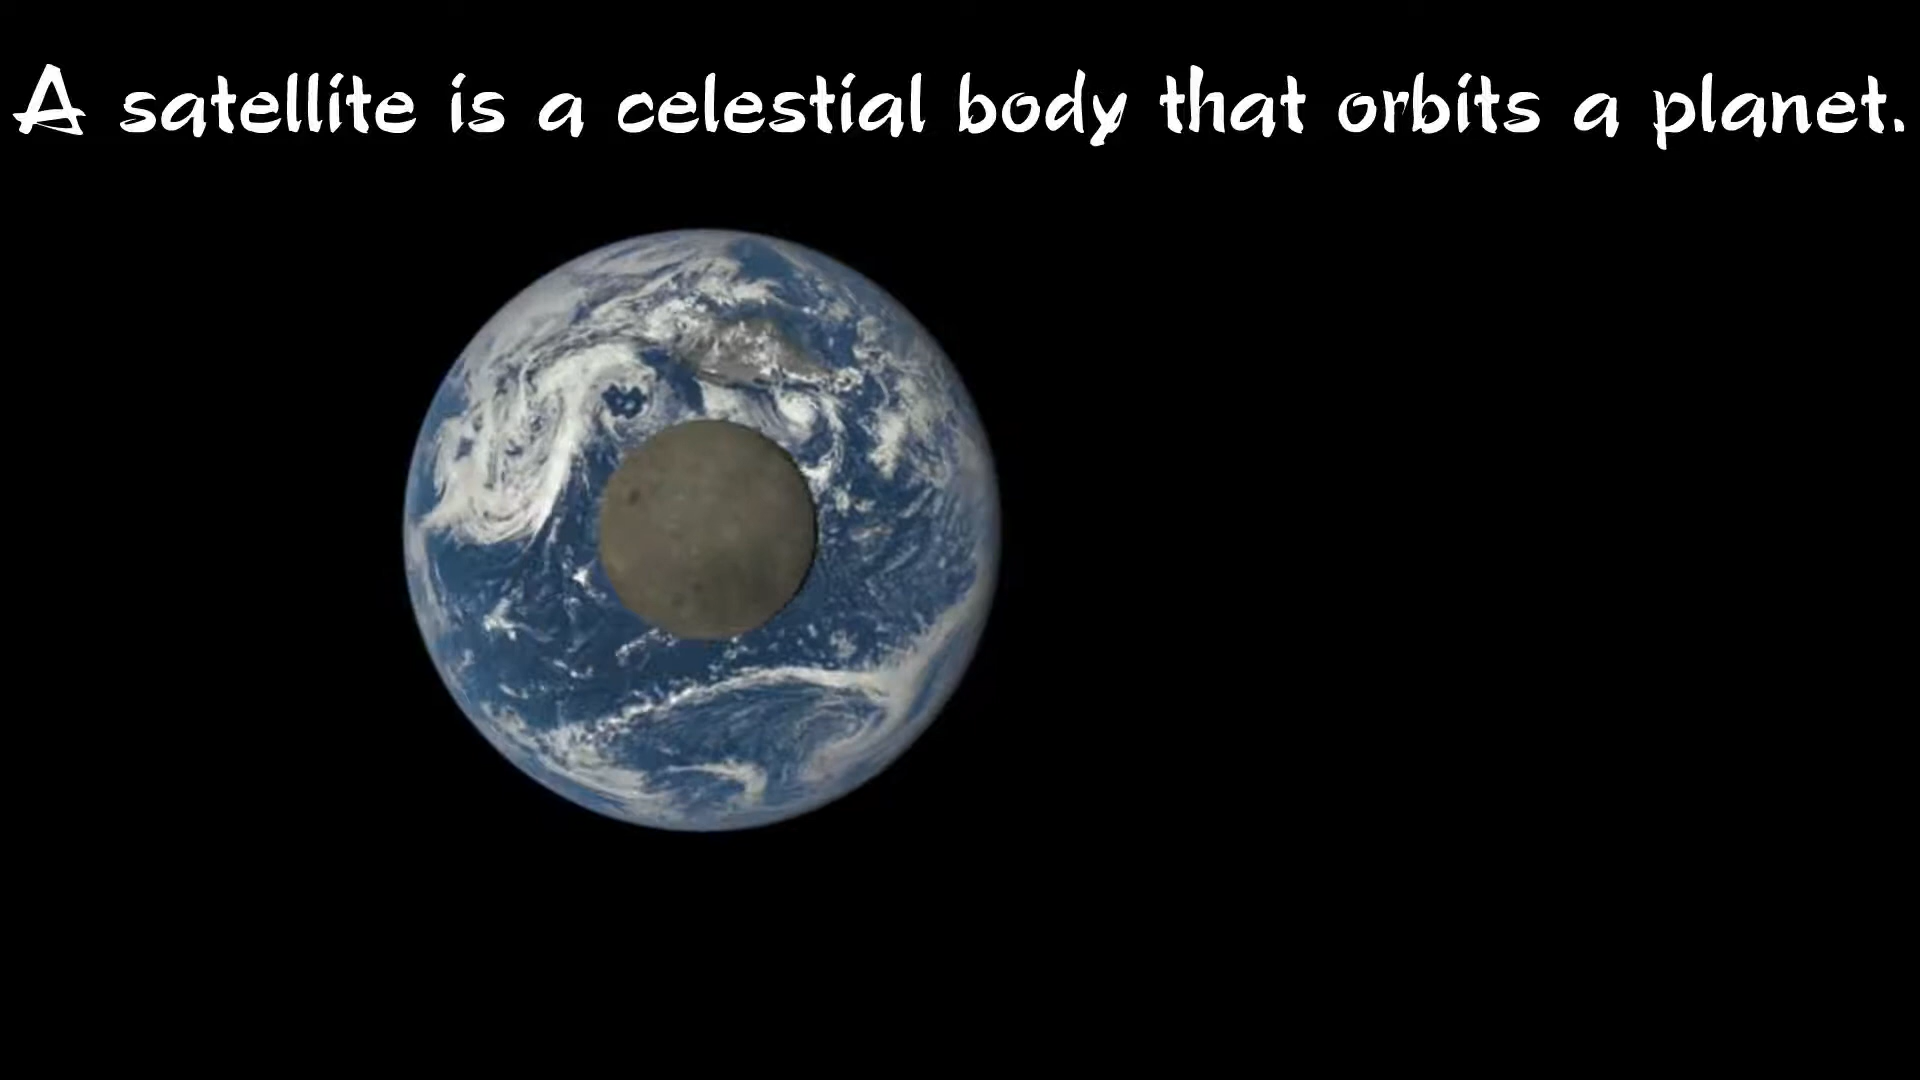 A satellite is a celestial body that orbits a planet.